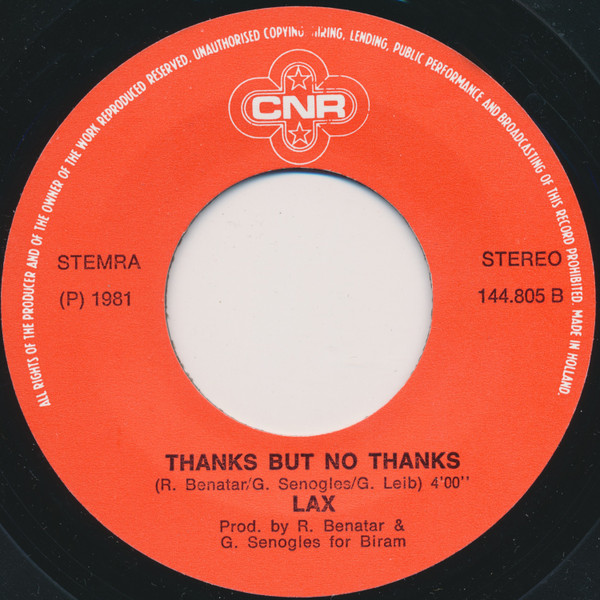 ALL RIGHTS OF THE PRODUCER AND OF THE OWNER OF THE WORK REPRODUCED RESERVED. UNAUTHORISED COPYING HIRING, LENDING, PUBLIC PERFORMANCE AND BROADCASTING OF THIS RECORD PROHIBITED. MADE IN HOLLAND.
CNR
STEMRA
STEREO
(P) 1981
144.805 B
THANKS BUT NO THANKS
(R. Benatar/G. Senogles/G. Leib) 4'00''
LAX
Prod. by R. Benatar &
G. Senogles for Biram